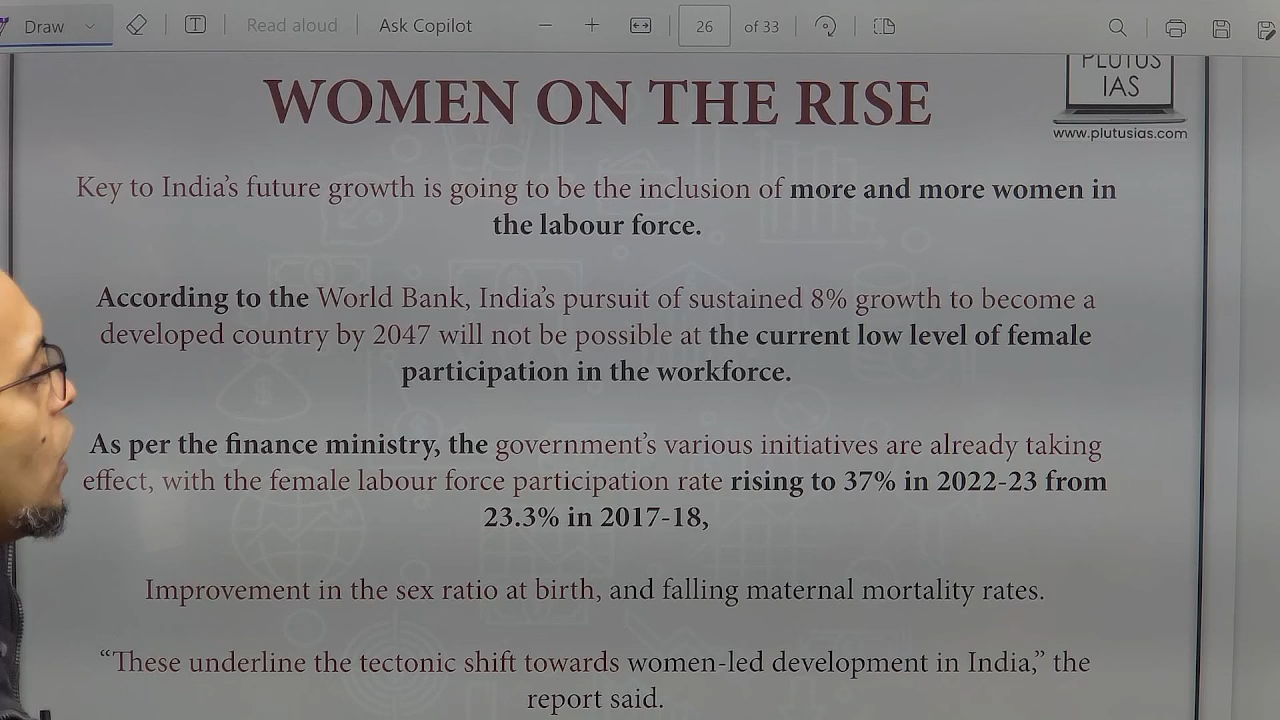 Draw
Read aloud
Ask Copilot
26
of 33
PLUTUS
IAS
www.plutusias.com
WOMEN ON THE RISE
Key to India's future growth is going to be the inclusion of more and more women in
the labour force.
According to the World Bank, India's pursuit of sustained 8% growth to become a
developed country by 2047 will not be possible at the current low level of female
participation in the workforce.
As per the finance ministry, the government's various initiatives are already taking
effect, with the female labour force participation rate rising to 37% in 2022-23 from
23.3% in 2017-18,
Improvement in the sex ratio at birth, and falling maternal mortality rates.
“These underline the tectonic shift towards women-led development in India,” the
report said.